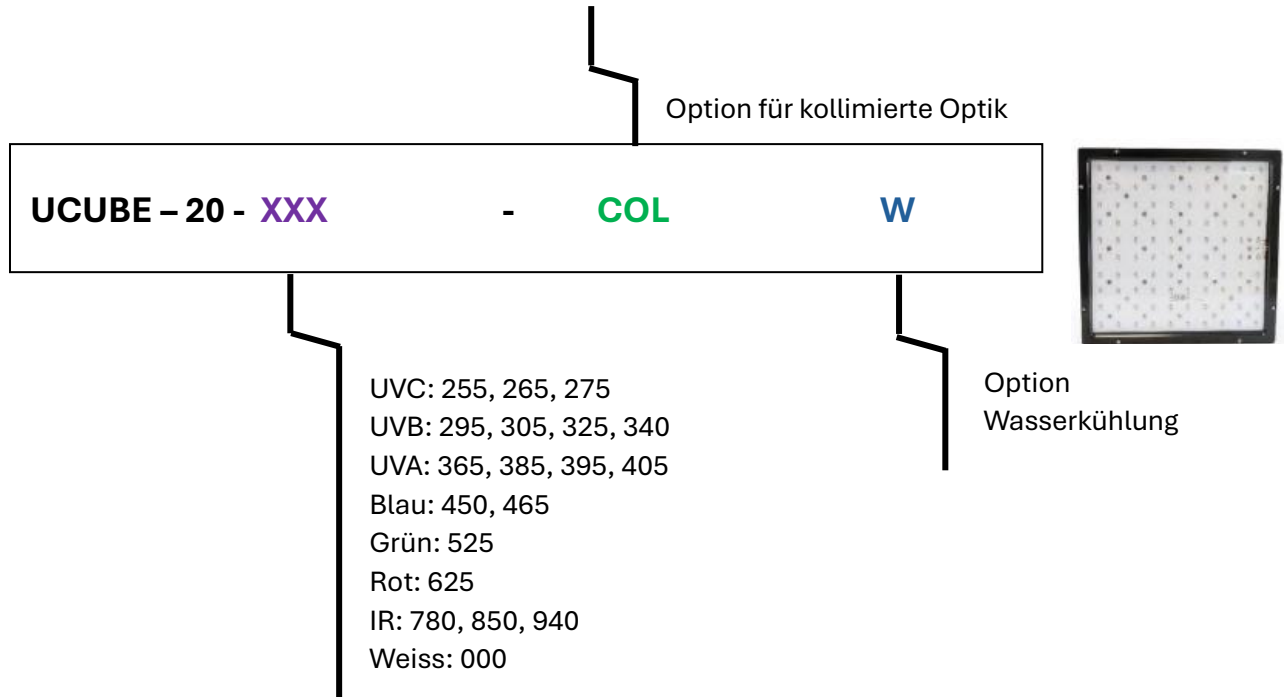 Option für kollimierte Optik
UCUBE – 20 - XXX - COL W
UVC: 255, 265, 275
UVB: 295, 305, 325, 340
UVA: 365, 385, 395, 405
Blau: 450, 465
Grün: 525
Rot: 625
IR: 780, 850, 940
Weiss: 000
Option
Wasserkühlung